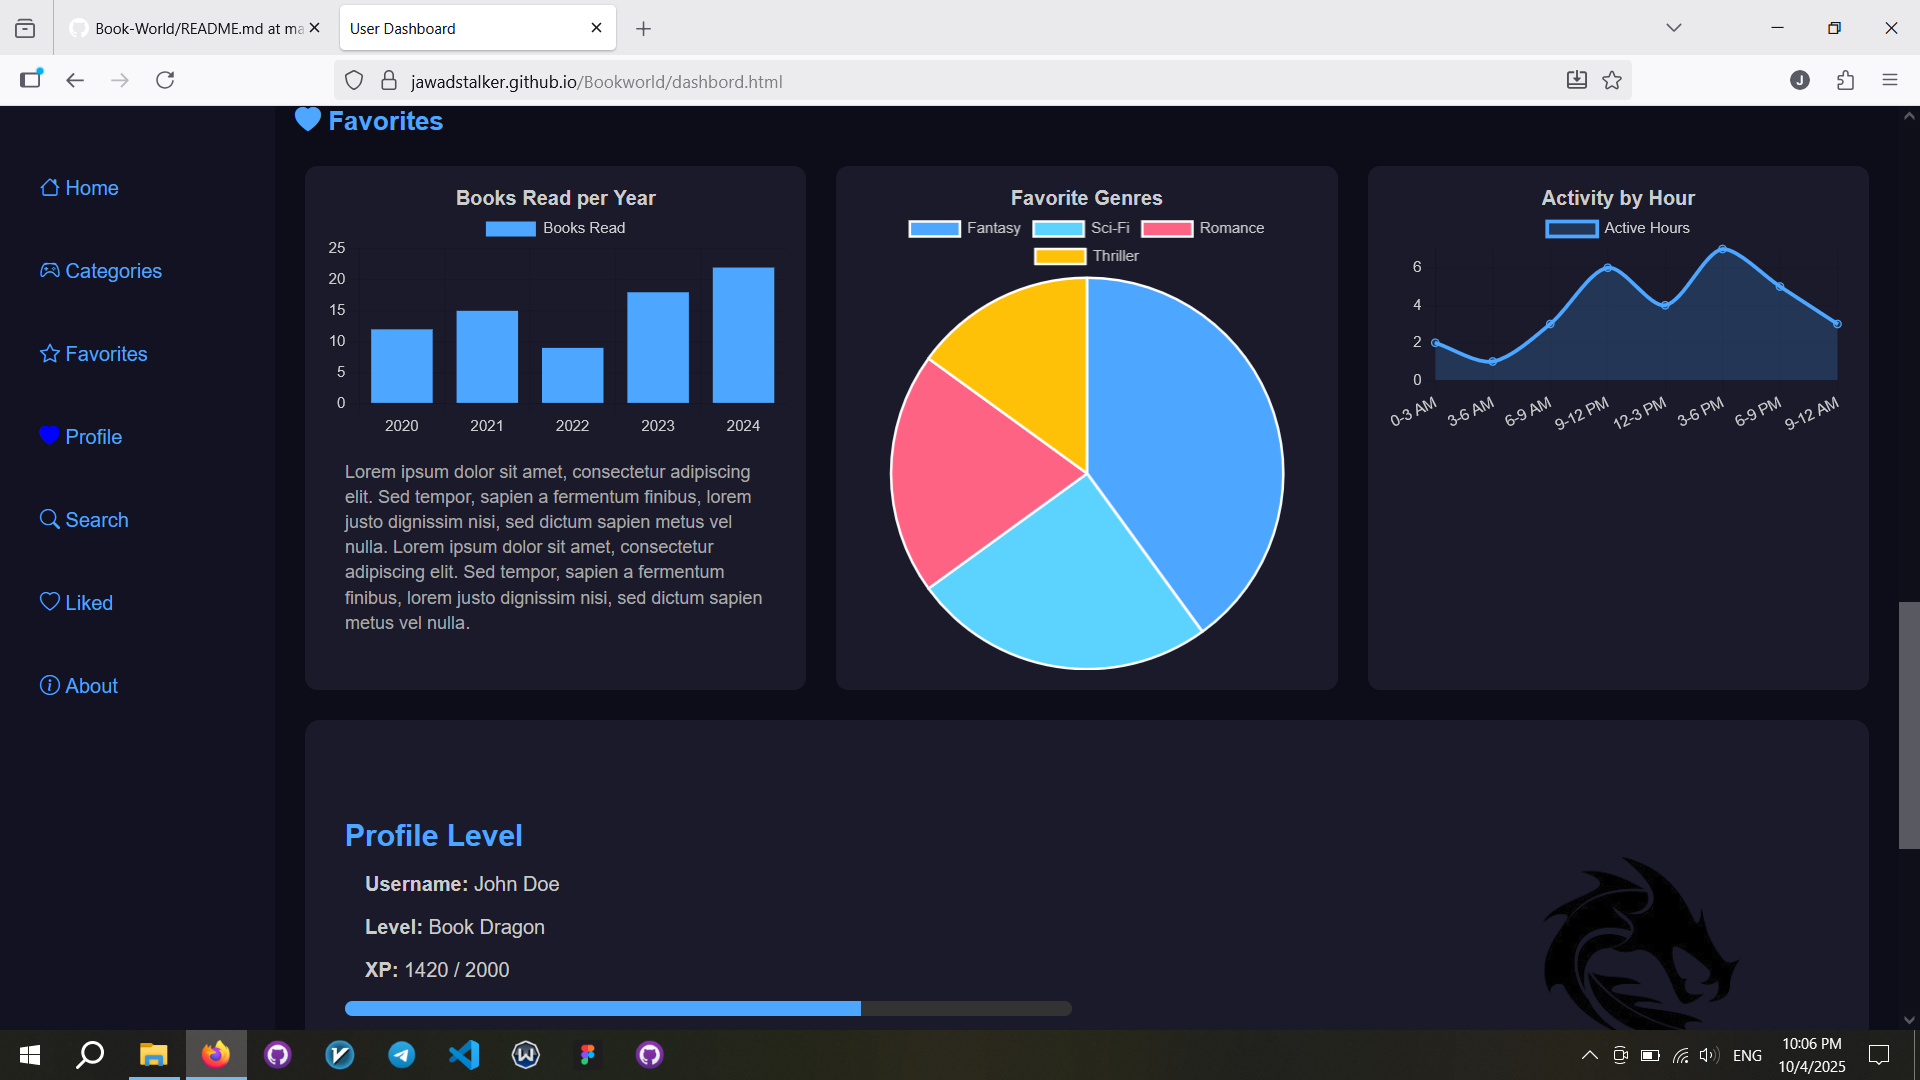 Book-World/README.md at ma
User Dashboard
jawadstalker.github.io/Bookworld/dashbord.html
J
Favorites
Home
Categories
Favorites
Profile
Search
Liked
About
Books Read per Year
Books Read
25
20
15
10
5
0
2020 2021 2022 2023 2024
Lorem ipsum dolor sit amet, consectetur adipiscing
elit. Sed tempor, sapien a fermentum finibus, lorem
justo dignissim nisi, sed dictum sapien metus vel
nulla. Lorem ipsum dolor sit amet, consectetur
adipiscing elit. Sed tempor, sapien a fermentum
finibus, lorem justo dignissim nisi, sed dictum sapien
metus vel nulla.
Favorite Genres
Fantasy Sci-Fi Romance
Thriller
Activity by Hour
Active Hours
6
4
2
0
0-3 AM 3-6 AM 6-9 AM 9-12 PM 12-3 PM 3-6 PM 6-9 PM 9-12 AM
Profile Level
Username: John Doe
Level: Book Dragon
XP: 1420 / 2000
ENG
10:06 PM
10/4/2025